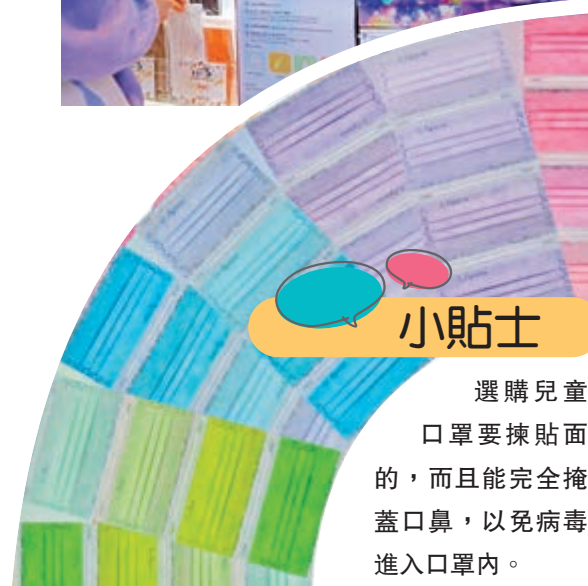 小貼士
選購兒童
口罩要揀貼面
的，而且能完全掩
蓋口鼻，以免病毒
進入口罩內。